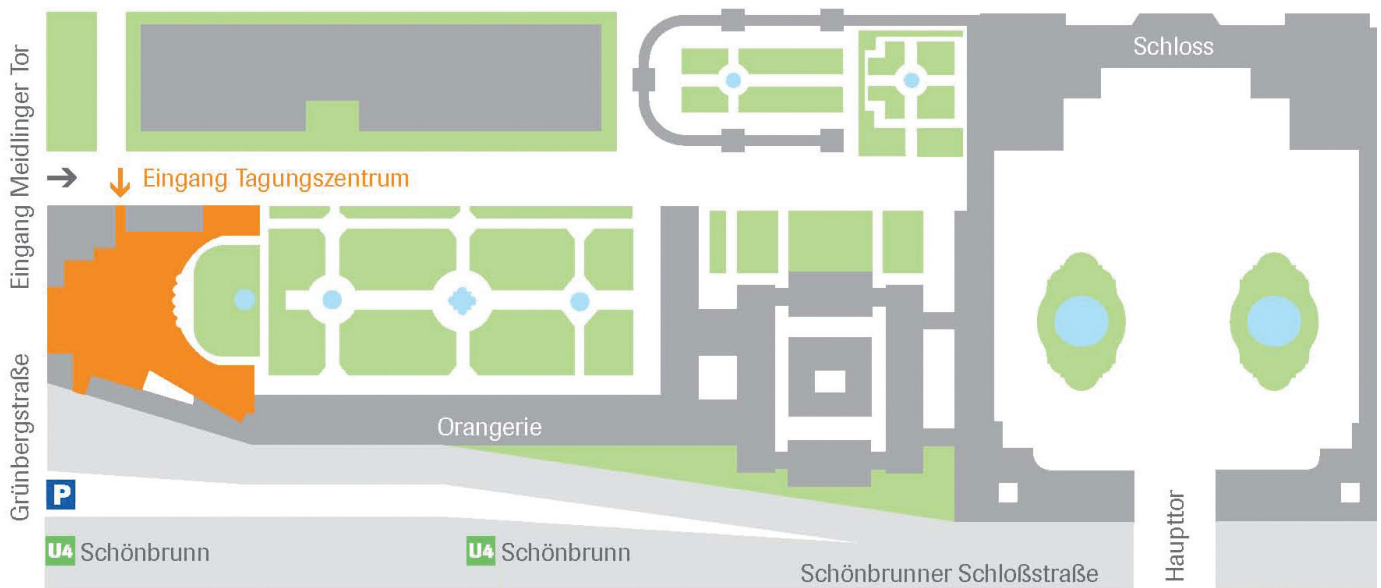 Schloss
Eingang Meidlinger Tor
Eingang Tagungszentrum
Orangerie
Grünbergstraße
P
U4 Schönbrunn
U4 Schönbrunn
Schönbrunner Schloßstraße
Haupttor